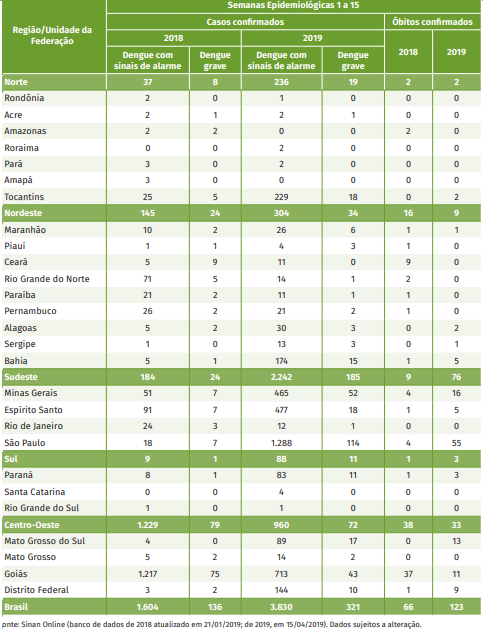 Semanas Epidemiológicas 1 a 15
Região/Unidade da Federação
Casos confirmados
Óbitos confirmados
2018 2019 2018 2019
Dengue com sinais de alarme Dengue grave Dengue com sinais de alarme Dengue grave
Norte 37 8 236 19 2 2
Rondônia 2 0 1 0 0 0
Acre 2 1 2 1 0 0
Amazonas 2 2 0 0 2 0
Roraima 0 0 2 0 0 0
Pará 3 0 2 0 0 0
Amapá 3 0 0 0 0 0
Tocantins 25 5 229 18 0 2
Nordeste 145 24 304 34 16 9
Maranhão 10 2 26 6 1 1
Piauí 1 1 4 3 1 0
Ceará 5 9 11 0 9 0
Rio Grande do Norte 71 5 14 1 2 0
Paraíba 21 2 11 1 1 0
Pernambuco 26 2 21 2 1 0
Alagoas 5 2 30 3 0 2
Sergipe 1 0 13 3 0 1
Bahia 5 1 174 15 1 5
Sudeste 184 24 2.242 185 9 76
Minas Gerais 51 7 465 52 4 16
Espírito Santo 91 7 477 18 1 5
Rio de Janeiro 24 3 12 1 0 0
São Paulo 18 7 1.288 114 4 55
Sul 9 1 88 11 1 3
Paraná 8 1 83 11 1 3
Santa Catarina 0 0 4 0 0 0
Rio Grande do Sul 1 0 1 0 0 0
Centro-Oeste 1.229 79 960 72 38 33
Mato Grosso do Sul 4 0 89 17 0 13
Mato Grosso 5 2 14 2 0 0
Goiás 1.217 75 713 43 37 11
Distrito Federal 3 2 144 10 1 9
Brasil 1.604 136 3.830 321 66 123
pnte: Sinan Online (banco de dados de 2018 atualizado em 21/01/2019; de 2019, em 15/04/2019). Dados sujeitos a alteração.